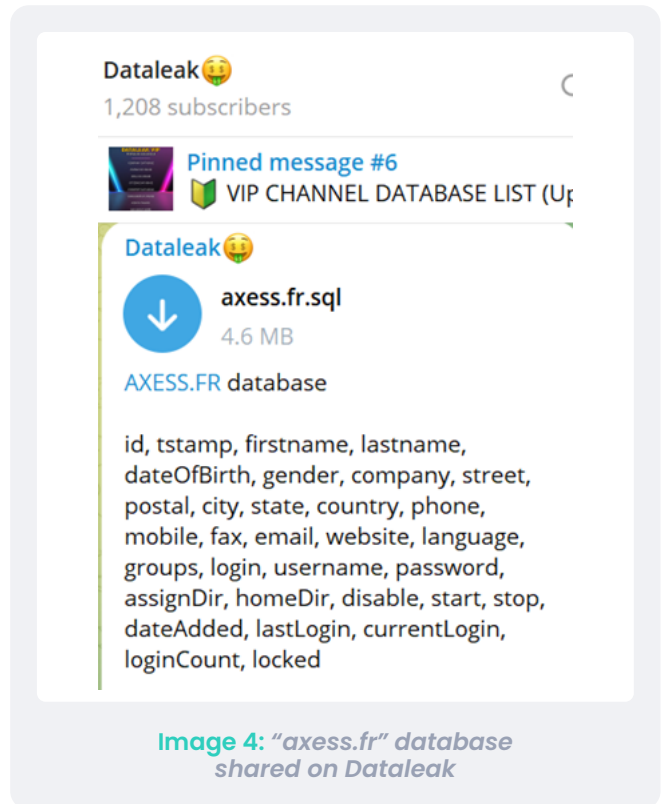 Dataleak🤑
1,208 subscribers
Pinned message #6
🔰 VIP CHANNEL DATABASE LIST (Up
Dataleak🤑
axess.fr.sql
4.6 MB
AXESS.FR database
id, tstamp, firstname, lastname,
dateOfBirth, gender, company, street,
postal, city, state, country, phone,
mobile, fax, email, website, language,
groups, login, username, password,
assignDir, homeDir, disable, start, stop,
dateAdded, lastLogin, currentLogin,
loginCount, locked
Image 4: “axess.fr” database
shared on Dataleak